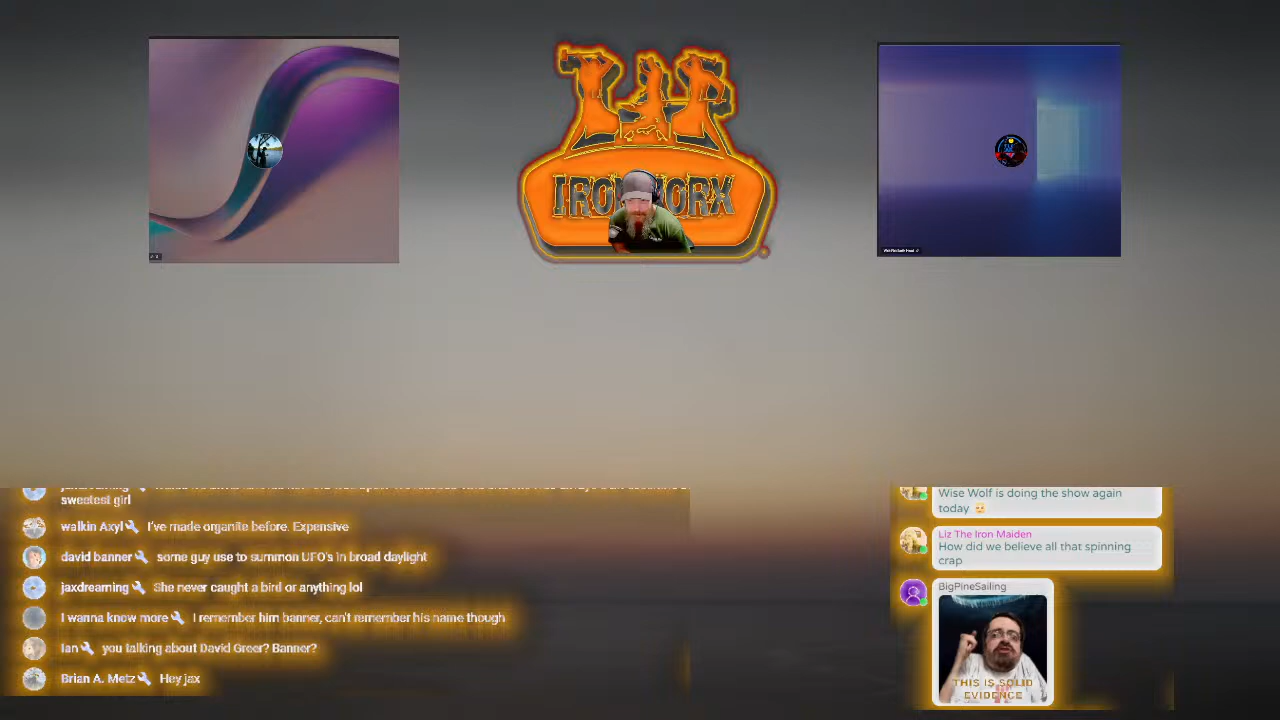 IRON WORX
sweetest girl
walkin Axyl I've made organite before. Expensive
david banner some guy use to summon UFO's in broad daylight
jaxdreaming She never caught a bird or anything lol
I wanna know more I remember him banner, can't remember his name though
Ian you talking about David Greer? Banner?
Brian A. Metz Hey jax
Wise Wolf is doing the show again
today
Liz The Iron Maiden
How did we believe all that spinning
crap
BigPineSailing
THIS IS SOLID
EVIDENCE